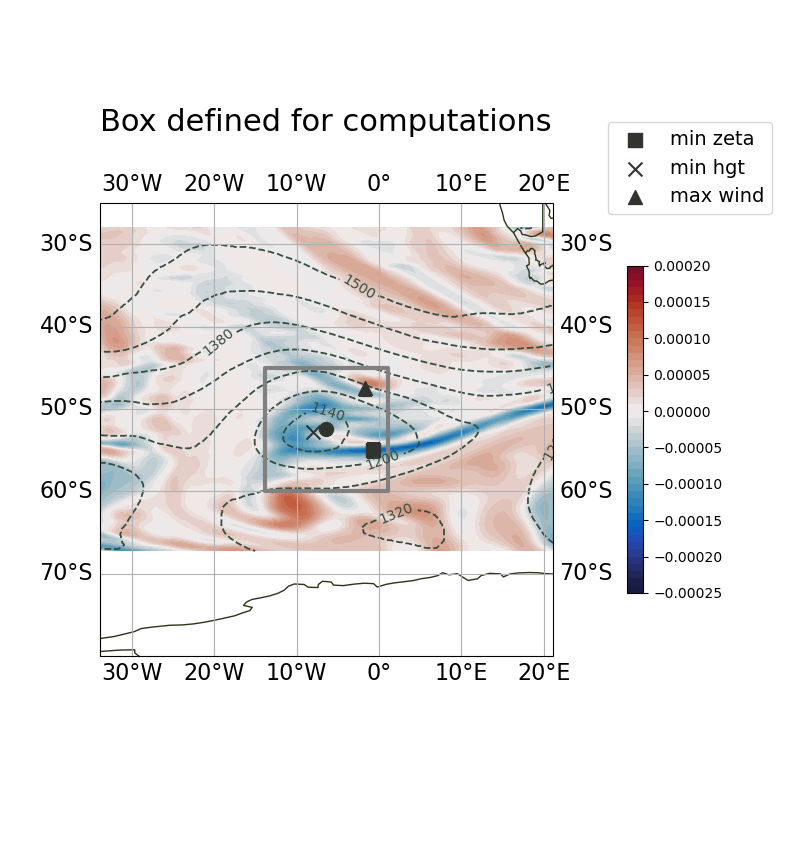 Box defined for computations
min zeta
min hgt
max wind
30°W 20°W 10°W 0° 10°E 20°E
30°S 30°S
40°S 40°S
50°S 50°S
60°S 60°S
70°S 70°S
30°W 20°W 10°W 0° 10°E 20°E
1500
1380
1140
1200
1320
0.00020
0.00015
0.00010
0.00005
0.00000
−0.00005
−0.00010
−0.00015
−0.00020
−0.00025